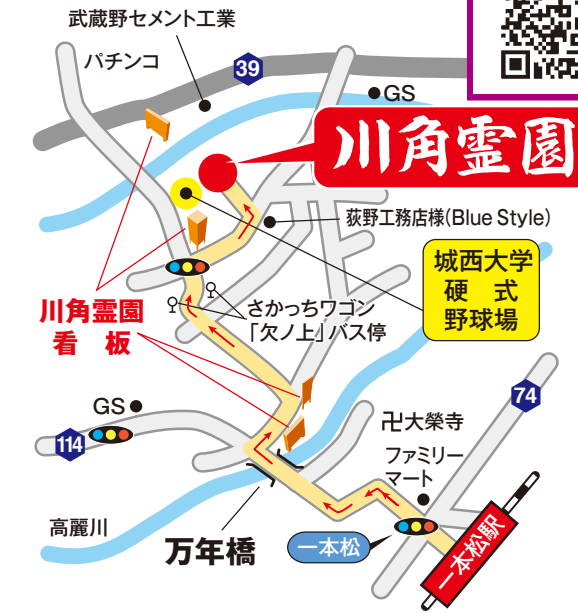 武蔵野セメント工業
パチンコ
39
GS
川角霊園
荻野工務店様(Blue Style)
城西大学
硬式
野球場
川角霊園
看板
さかっちワゴン
「欠ノ上」バス停
GS
114
74
卍大榮寺
ファミリー
マート
高麗川
万年橋
一本松
一本松駅